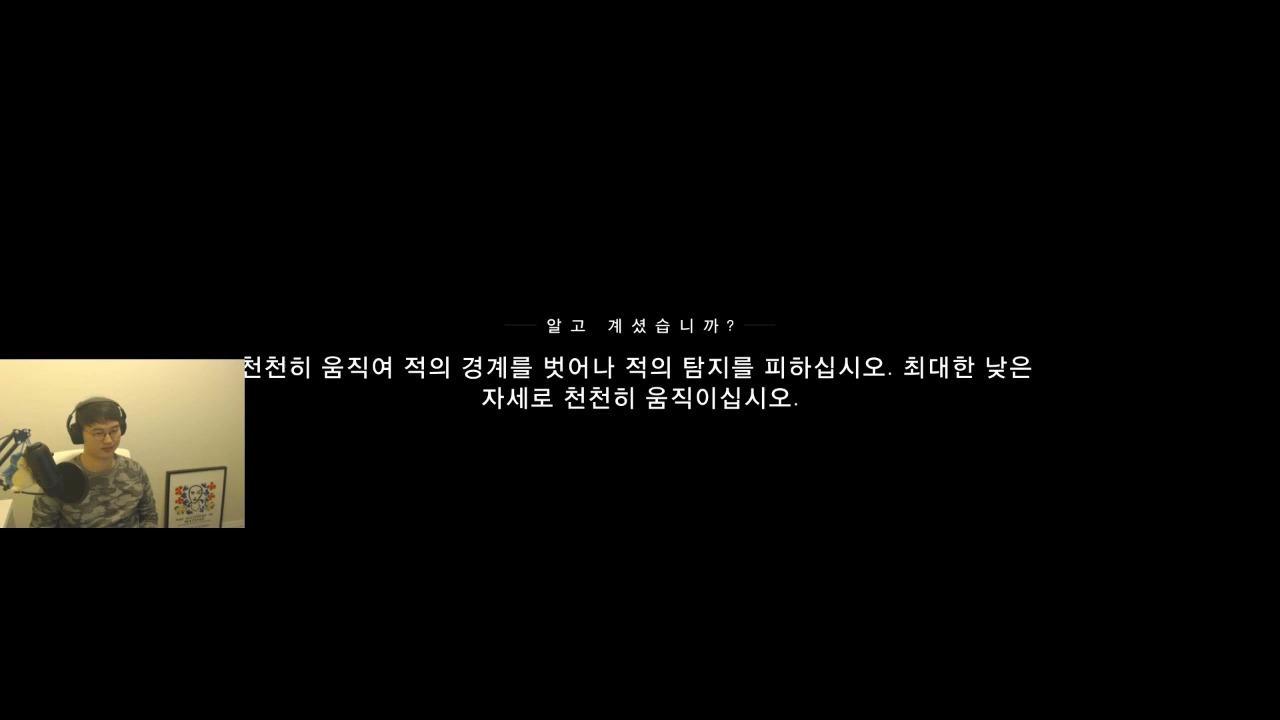 알고 계셨습니까?
천천히 움직여 적의 경계를 벗어나 적의 탐지를 피하십시오. 최대한 낮은
자세로 천천히 움직이십시오.